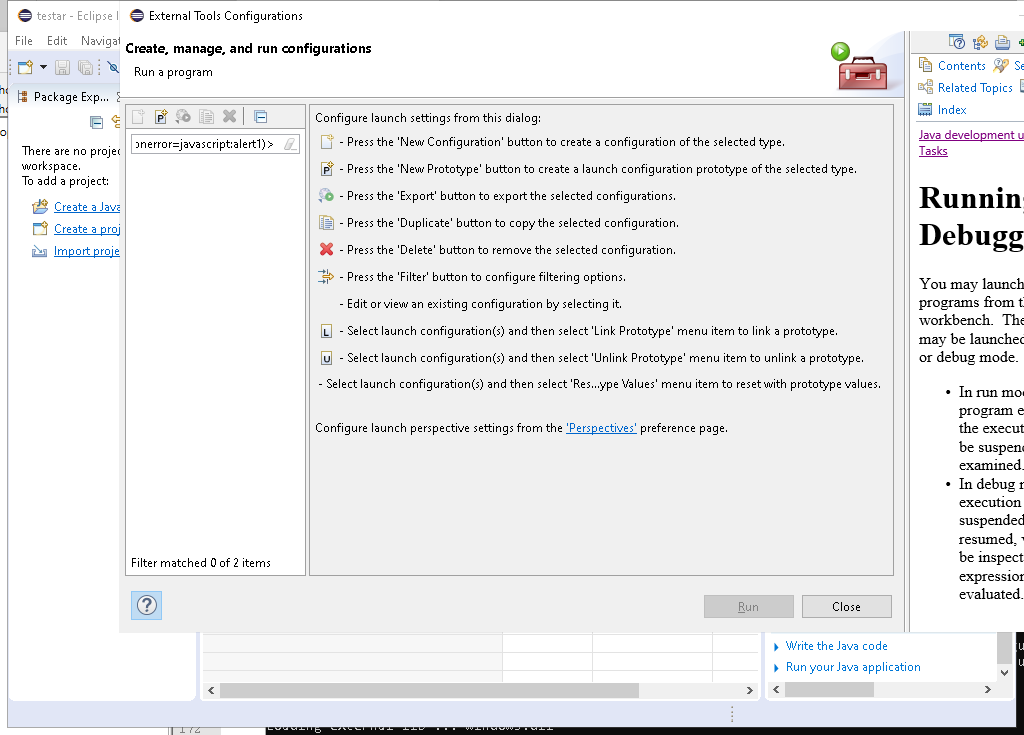 testar - Eclipse I
External Tools Configurations
File Edit Navigat
Create, manage, and run configurations
Run a program
Package Exp...
There are no projec
workspace.
To add a project:
Create a Java
Create a proj
Import proje
onerror=javascript:alert1)>
Filter matched 0 of 2 items
Configure launch settings from this dialog:
- Press the 'New Configuration' button to create a configuration of the selected type.
- Press the 'New Prototype' button to create a launch configuration prototype of the selected type.
- Press the 'Export' button to export the selected configurations.
- Press the 'Duplicate' button to copy the selected configuration.
- Press the 'Delete' button to remove the selected configuration.
- Press the 'Filter' button to configure filtering options.
- Edit or view an existing configuration by selecting it.
L - Select launch configuration(s) and then select 'Link Prototype' menu item to link a prototype.
U - Select launch configuration(s) and then select 'Unlink Prototype' menu item to unlink a prototype.
- Select launch configuration(s) and then select 'Res...ype Values' menu item to reset with prototype values.
Configure launch perspective settings from the 'Perspectives' preference page.
Run
Close
Contents Se
Related Topics
Index
Java development u
Tasks
Running
Debugg
You may launch
programs from th
workbench. The
may be launched
or debug mode.
• In run mod
program e
the execut
be suspend
examined.
• In debug m
execution
suspended
resumed, v
be inspect
expression
evaluated.
Write the Java code
Run your Java application
172
Loading external lib ... windows.dll